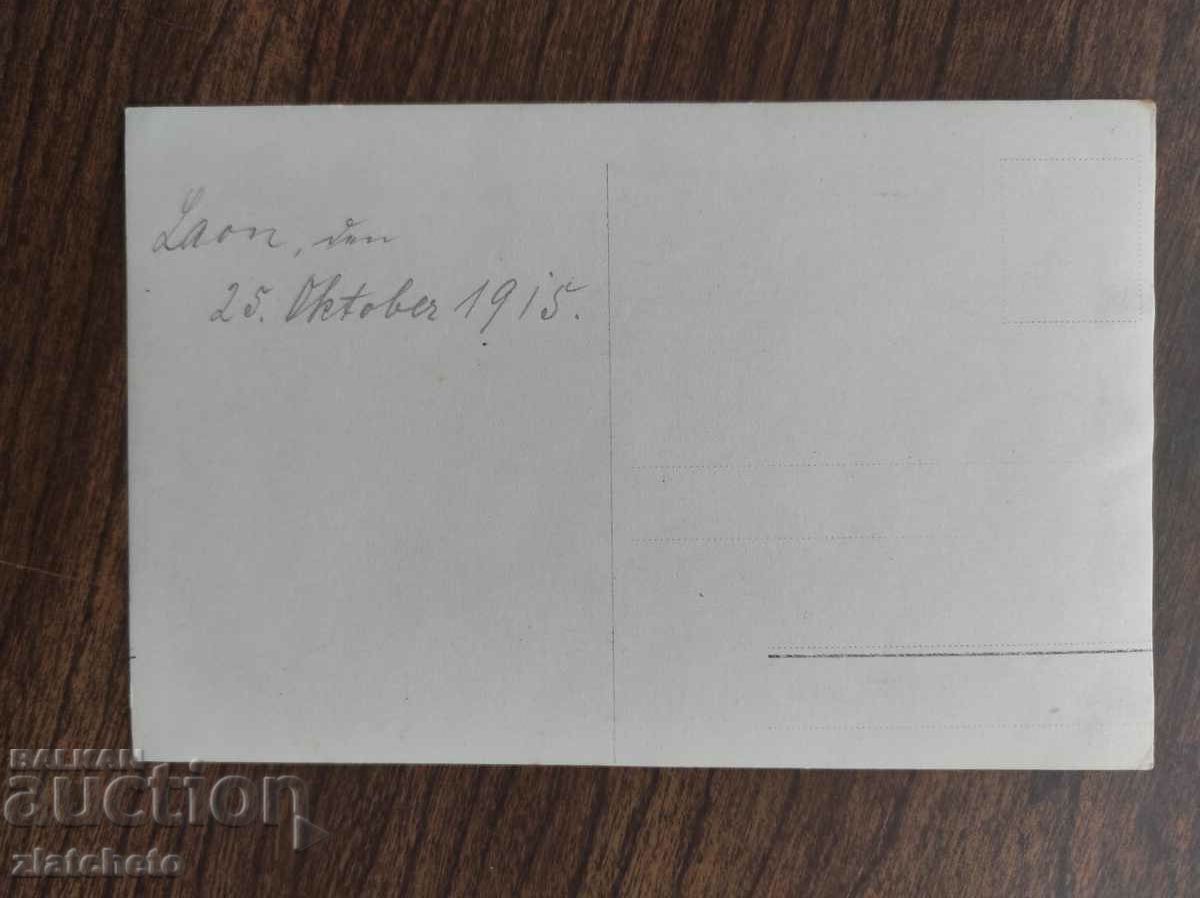 Laon, den
25. Oktober 1915.
BALKAN
auction
zlatcheto